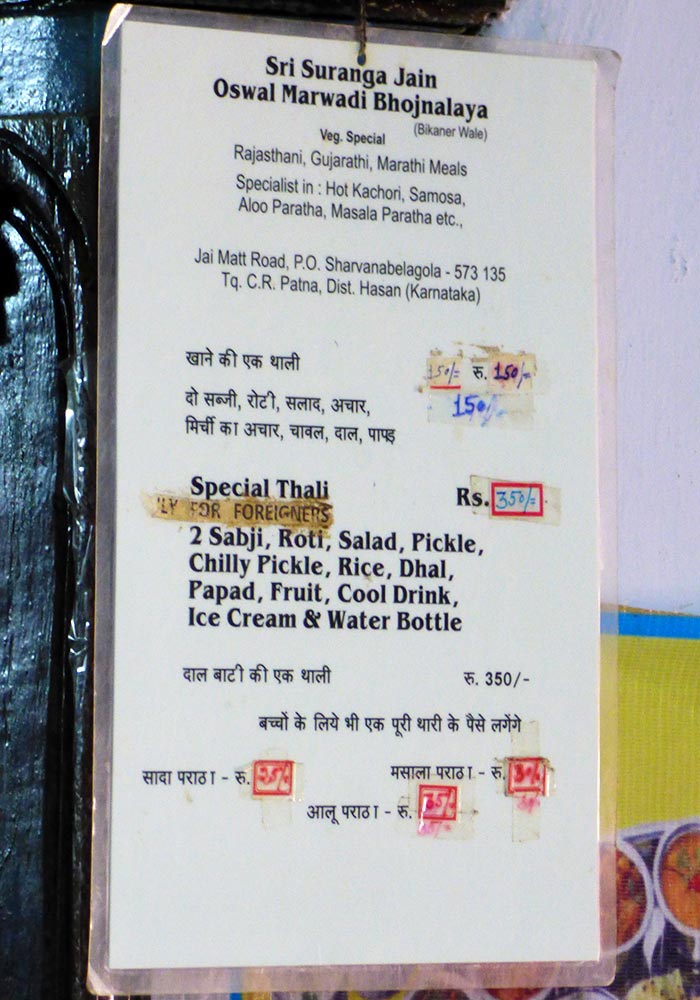 Sri Suranga Jain
Oswal Marwadi Bhojnalaya
(Bikaner Wale)
Veg. Special
Rajasthani, Gujarathi, Marathi Meals
Specialist in : Hot Kachori, Samosa,
Aloo Paratha, Masala Paratha etc.,
Jai Matt Road, P.O. Sharvanabelagola - 573 135
Tq. C.R. Patna, Dist. Hasan (Karnataka)
खाने की एक थाली 150/= रु. 150/=
दो सब्जी, रोटी, सलाद, अचार, 150/-
मिर्ची का अचार, चावल, दाल, पापड़
Special Thali Rs. 350/=
LY FOR FOREIGNERS
2 Sabji, Roti, Salad, Pickle,
Chilly Pickle, Rice, Dhal,
Papad, Fruit, Cool Drink,
Ice Cream & Water Bottle
दाल बाटी की एक थाली रु. 350/-
बच्चों के लिये भी एक पूरी थारी के पैसे लगेंगे
सादा पराठा - रु. 25/- मसाला पराठा - रु.
आलू पराठा - रु. 35/-